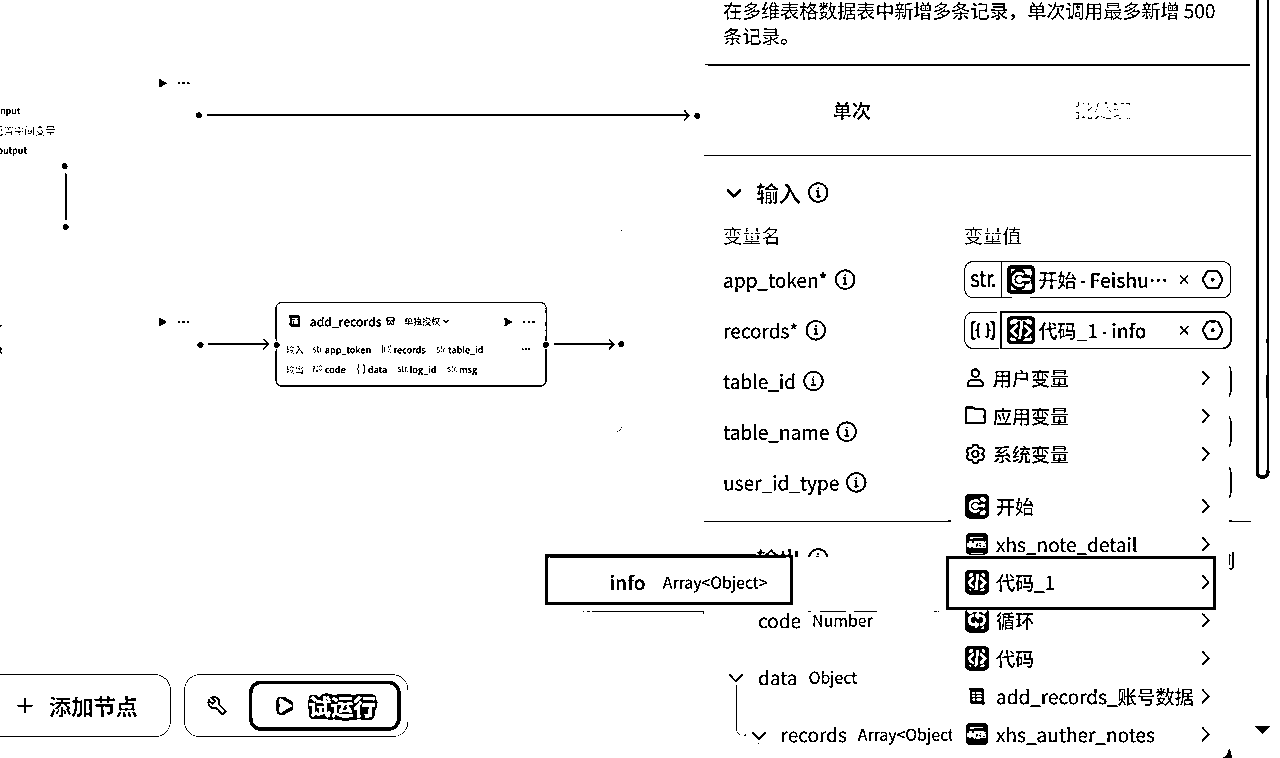 在多维表格数据表中新增多条记录，单次调用最多新增 500
条记录。
单次
批处理
nput
output
输入
变量名
变量值
app_token*
str.
开始 - Feishu···
records*
代码_1 - info
table_id
用户变量
table_name
应用变量
系统变量
user_id_type
开始
xhs_note_detail
add_records
单独授权
输入 str.app_token records str.table_id
输出 code data str.log_id str.msg
info Array<Object>
代码_1
code Number
循环
代码
data Object
add_records_账号数据
records Array<Object
xhs_auther_notes
+ 添加节点
试运行